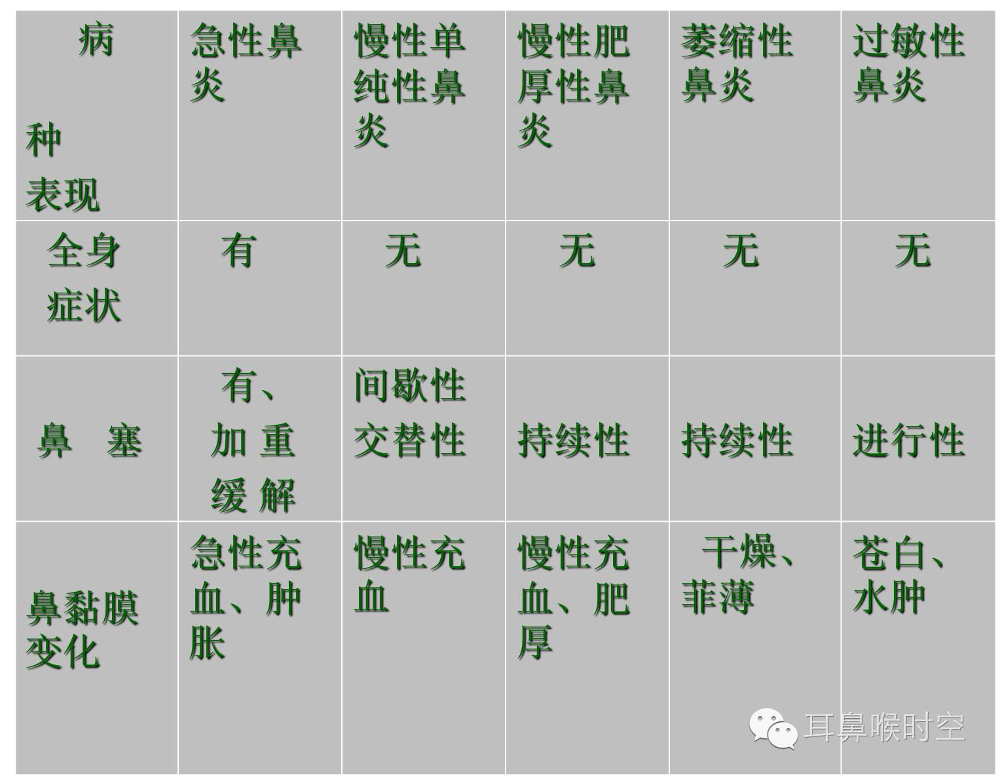 病
种
表现
急性鼻
炎
慢性单
纯性鼻
炎
慢性肥
厚性鼻
炎
萎缩性
鼻炎
过敏性
鼻炎
全身
症状
有
无
无
无
无
鼻 塞
有、
加 重
缓 解
间歇性
交替性
持续性
持续性
进行性
鼻黏膜
变化
急性充
血、肿
胀
慢性充
血
慢性充
血、肥
厚
干燥、
菲薄
苍白、
水肿
耳鼻喉时空